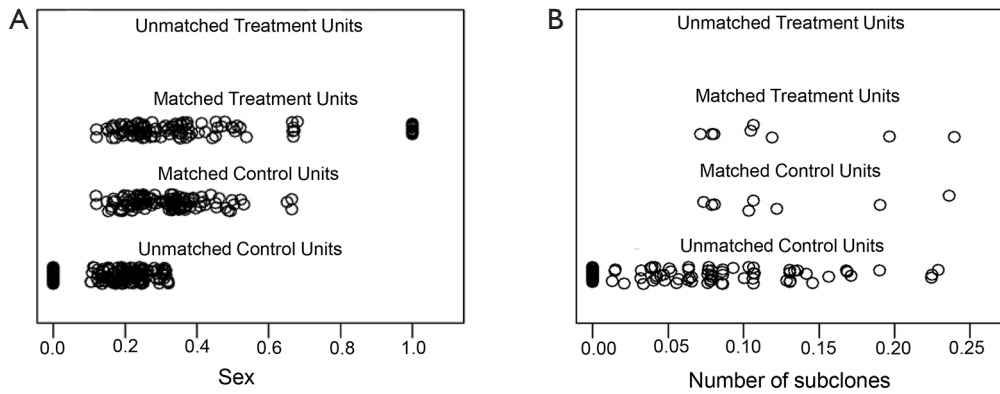 A
Unmatched Treatment Units
Matched Treatment Units
Matched Control Units
Unmatched Control Units
0.0 0.2 0.4 0.6 0.8 1.0
Sex
B
Unmatched Treatment Units
Matched Treatment Units
Matched Control Units
Unmatched Control Units
0.00 0.05 0.10 0.15 0.20 0.25
Number of subclones